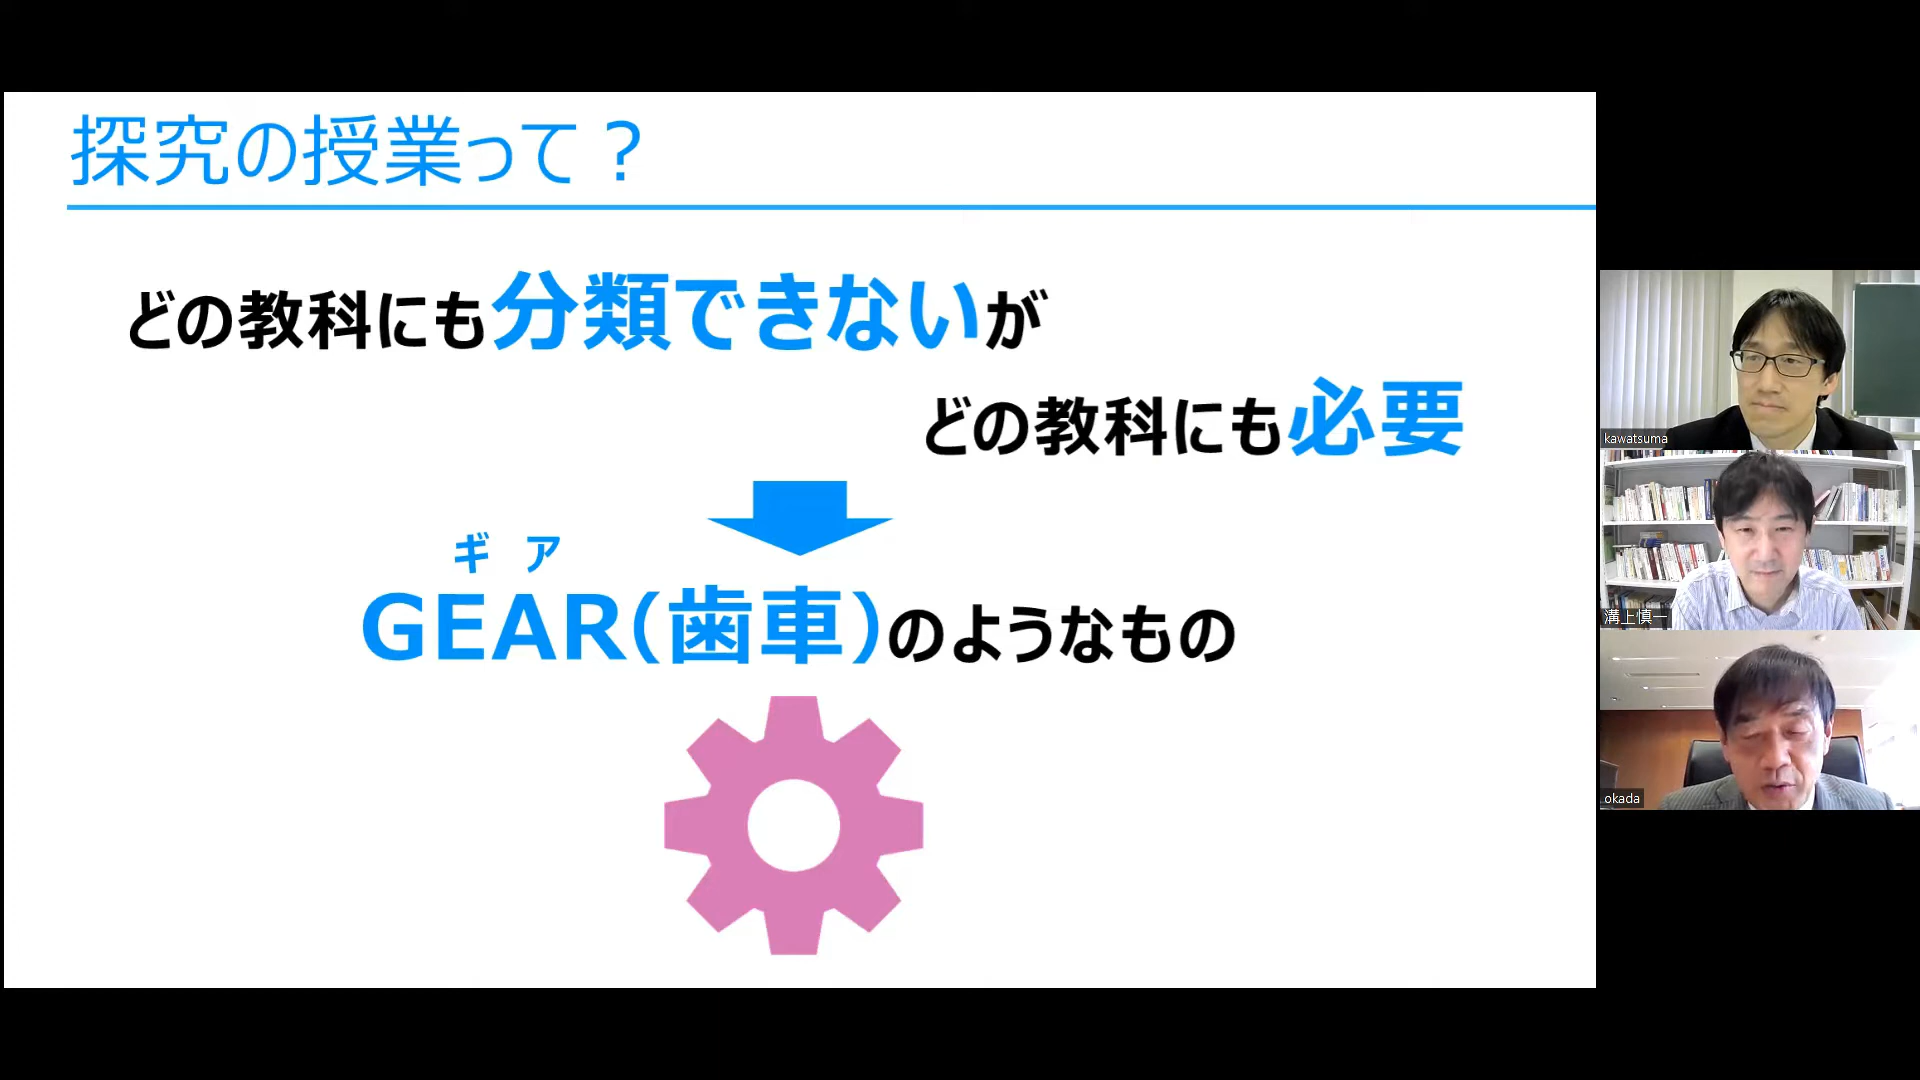 探究の授業って？
どの教科にも分類できないが
どの教科にも必要
ギア
GEAR(歯車)のようなもの
kawatsuma
溝上慎一
okada